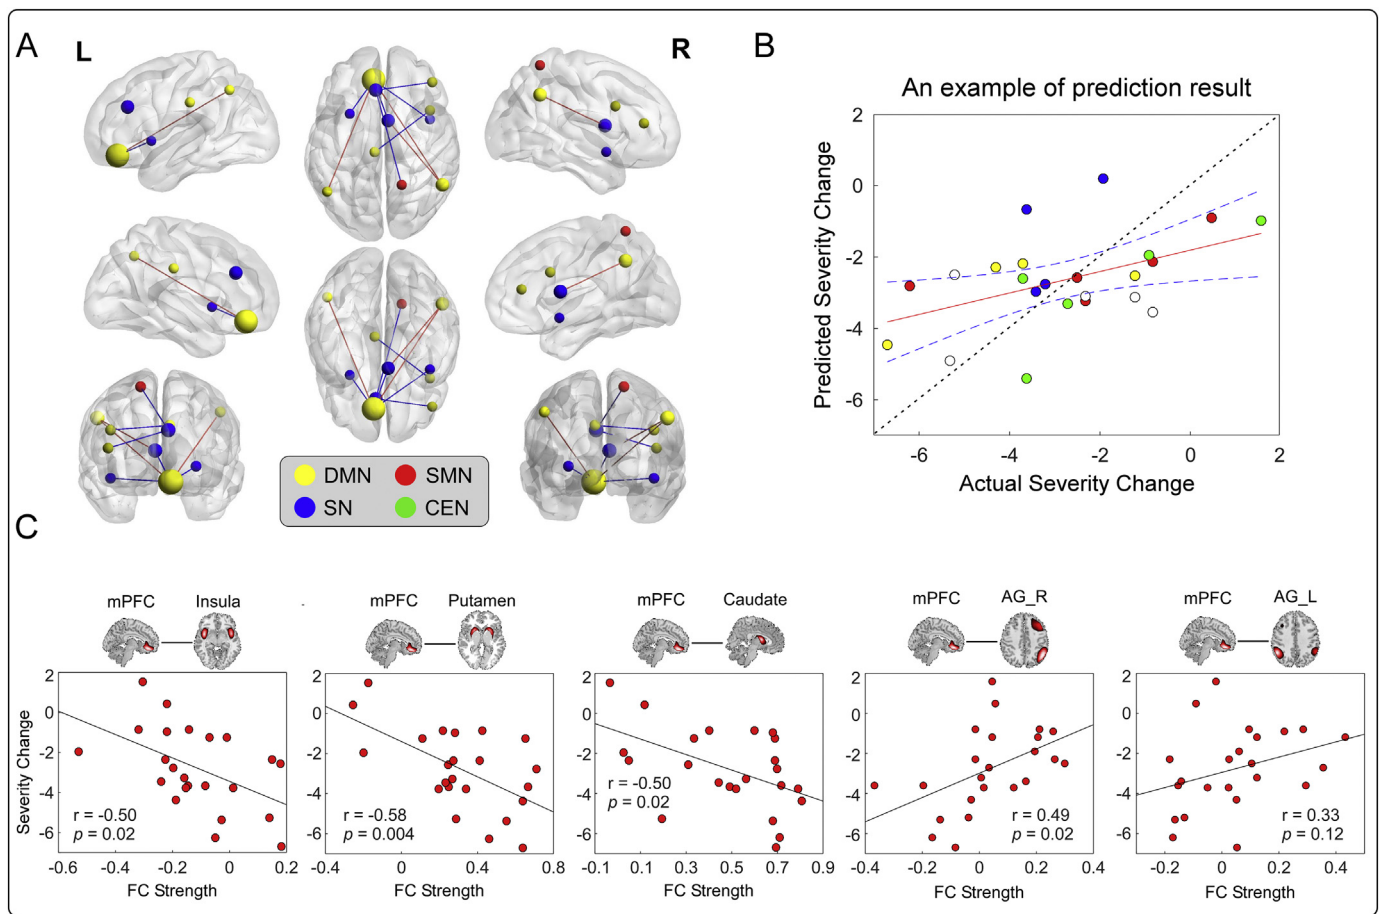 A
L
R
DMN
SMN
SN
CEN
B
An example of prediction result
Predicted Severity Change
2
0
-2
-4
-6
-6
-4
-2
0
2
Actual Severity Change
C
mPFC
Insula
Severity Change
2
0
-2
-4
-6
r = -0.50
p = 0.02
-0.6
-0.4
-0.2
0
0.2
FC Strength
mPFC
Putamen
2
0
-2
-4
-6
r = -0.58
p = 0.004
-0.4
0
0.4
0.8
FC Strength
mPFC
Caudate
2
0
-2
-4
-6
r = -0.50
p = 0.02
-0.1
0.1
0.3
0.5
0.7
0.9
FC Strength
mPFC
AG_R
2
0
-2
-4
-6
r = 0.49
p = 0.02
-0.4
-0.2
0
0.2
0.4
FC Strength
mPFC
AG_L
2
0
-2
-4
-6
r = 0.33
p = 0.12
-0.2
0
0.2
0.4
FC Strength